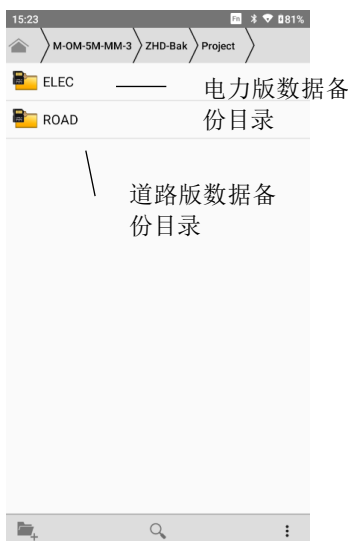 15:23
Fn
81%
M-OM-5M-MM-3
ZHD-Bak
Project
ELEC
电力版数据备
份目录
ROAD
道路版数据备
份目录